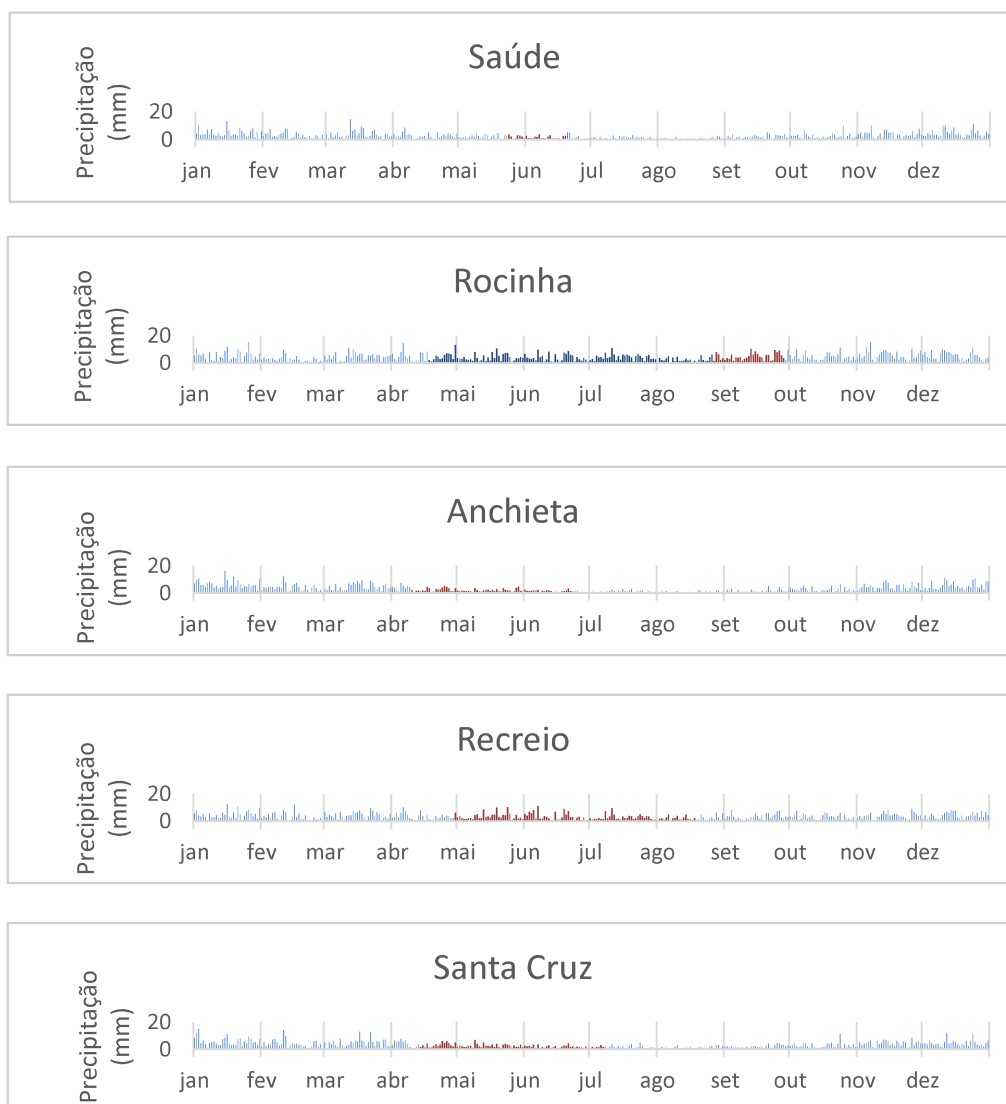 Saúde
Precipitação
(mm)
20
0
jan fev mar abr mai jun jul ago set out nov dez
Rocinha
Precipitação
(mm)
20
0
jan fev mar abr mai jun jul ago set out nov dez
Anchieta
Precipitação
(mm)
20
0
jan fev mar abr mai jun jul ago set out nov dez
Recreio
Precipitação
(mm)
20
0
jan fev mar abr mai jun jul ago set out nov dez
Santa Cruz
Precipitação
(mm)
20
0
jan fev mar abr mai jun jul ago set out nov dez